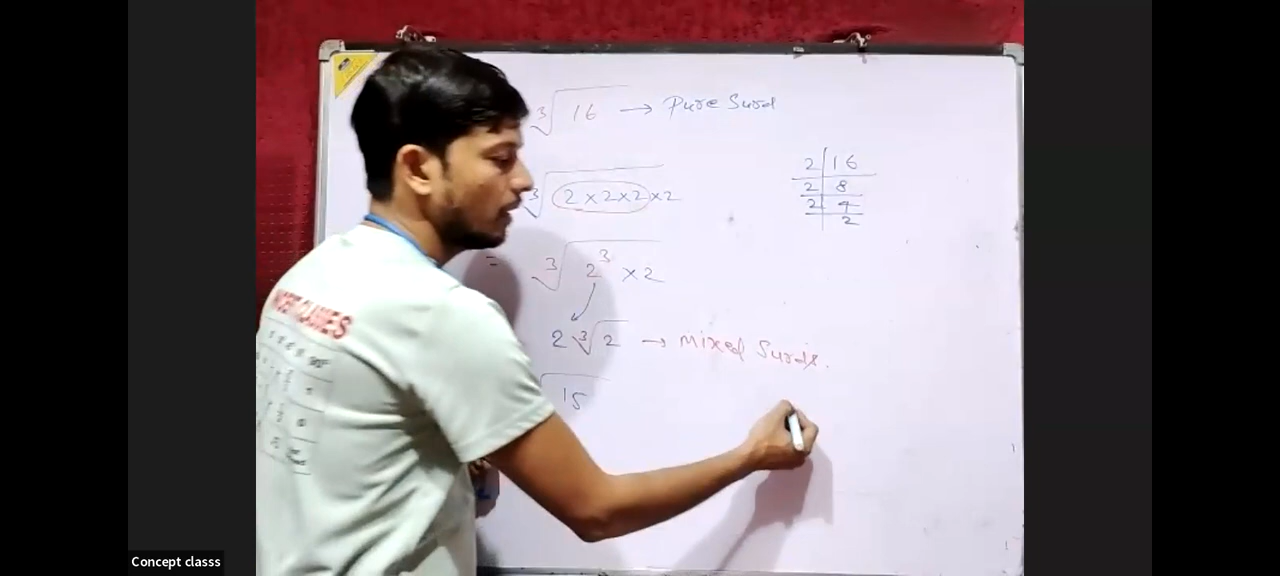 ∛16 → Pure Surd
2 | 16
2 | 8
2 | 4
2
∛2×2×2×2
= ∛2³ × 2
2∛2 → Mixed Surds.
√15
90°
Concept classs